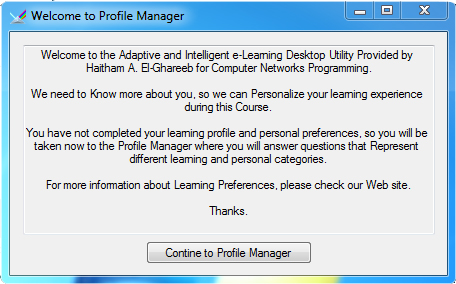 Welcome to Profile Manager
Welcome to the Adaptive and Intelligent e-Learning Desktop Utility Provided by
Haitham A. El-Ghareeb for Computer Networks Programming.
We need to Know more about you, so we can Personalize your learning experience
during this Course.
You have not completed your learning profile and personal preferences, so you will be
taken now to the Profile Manager where you will answer questions that Represent
different learning and personal categories.
For more information about Learning Preferences, please check our Web site.
Thanks.
Contine to Profile Manager